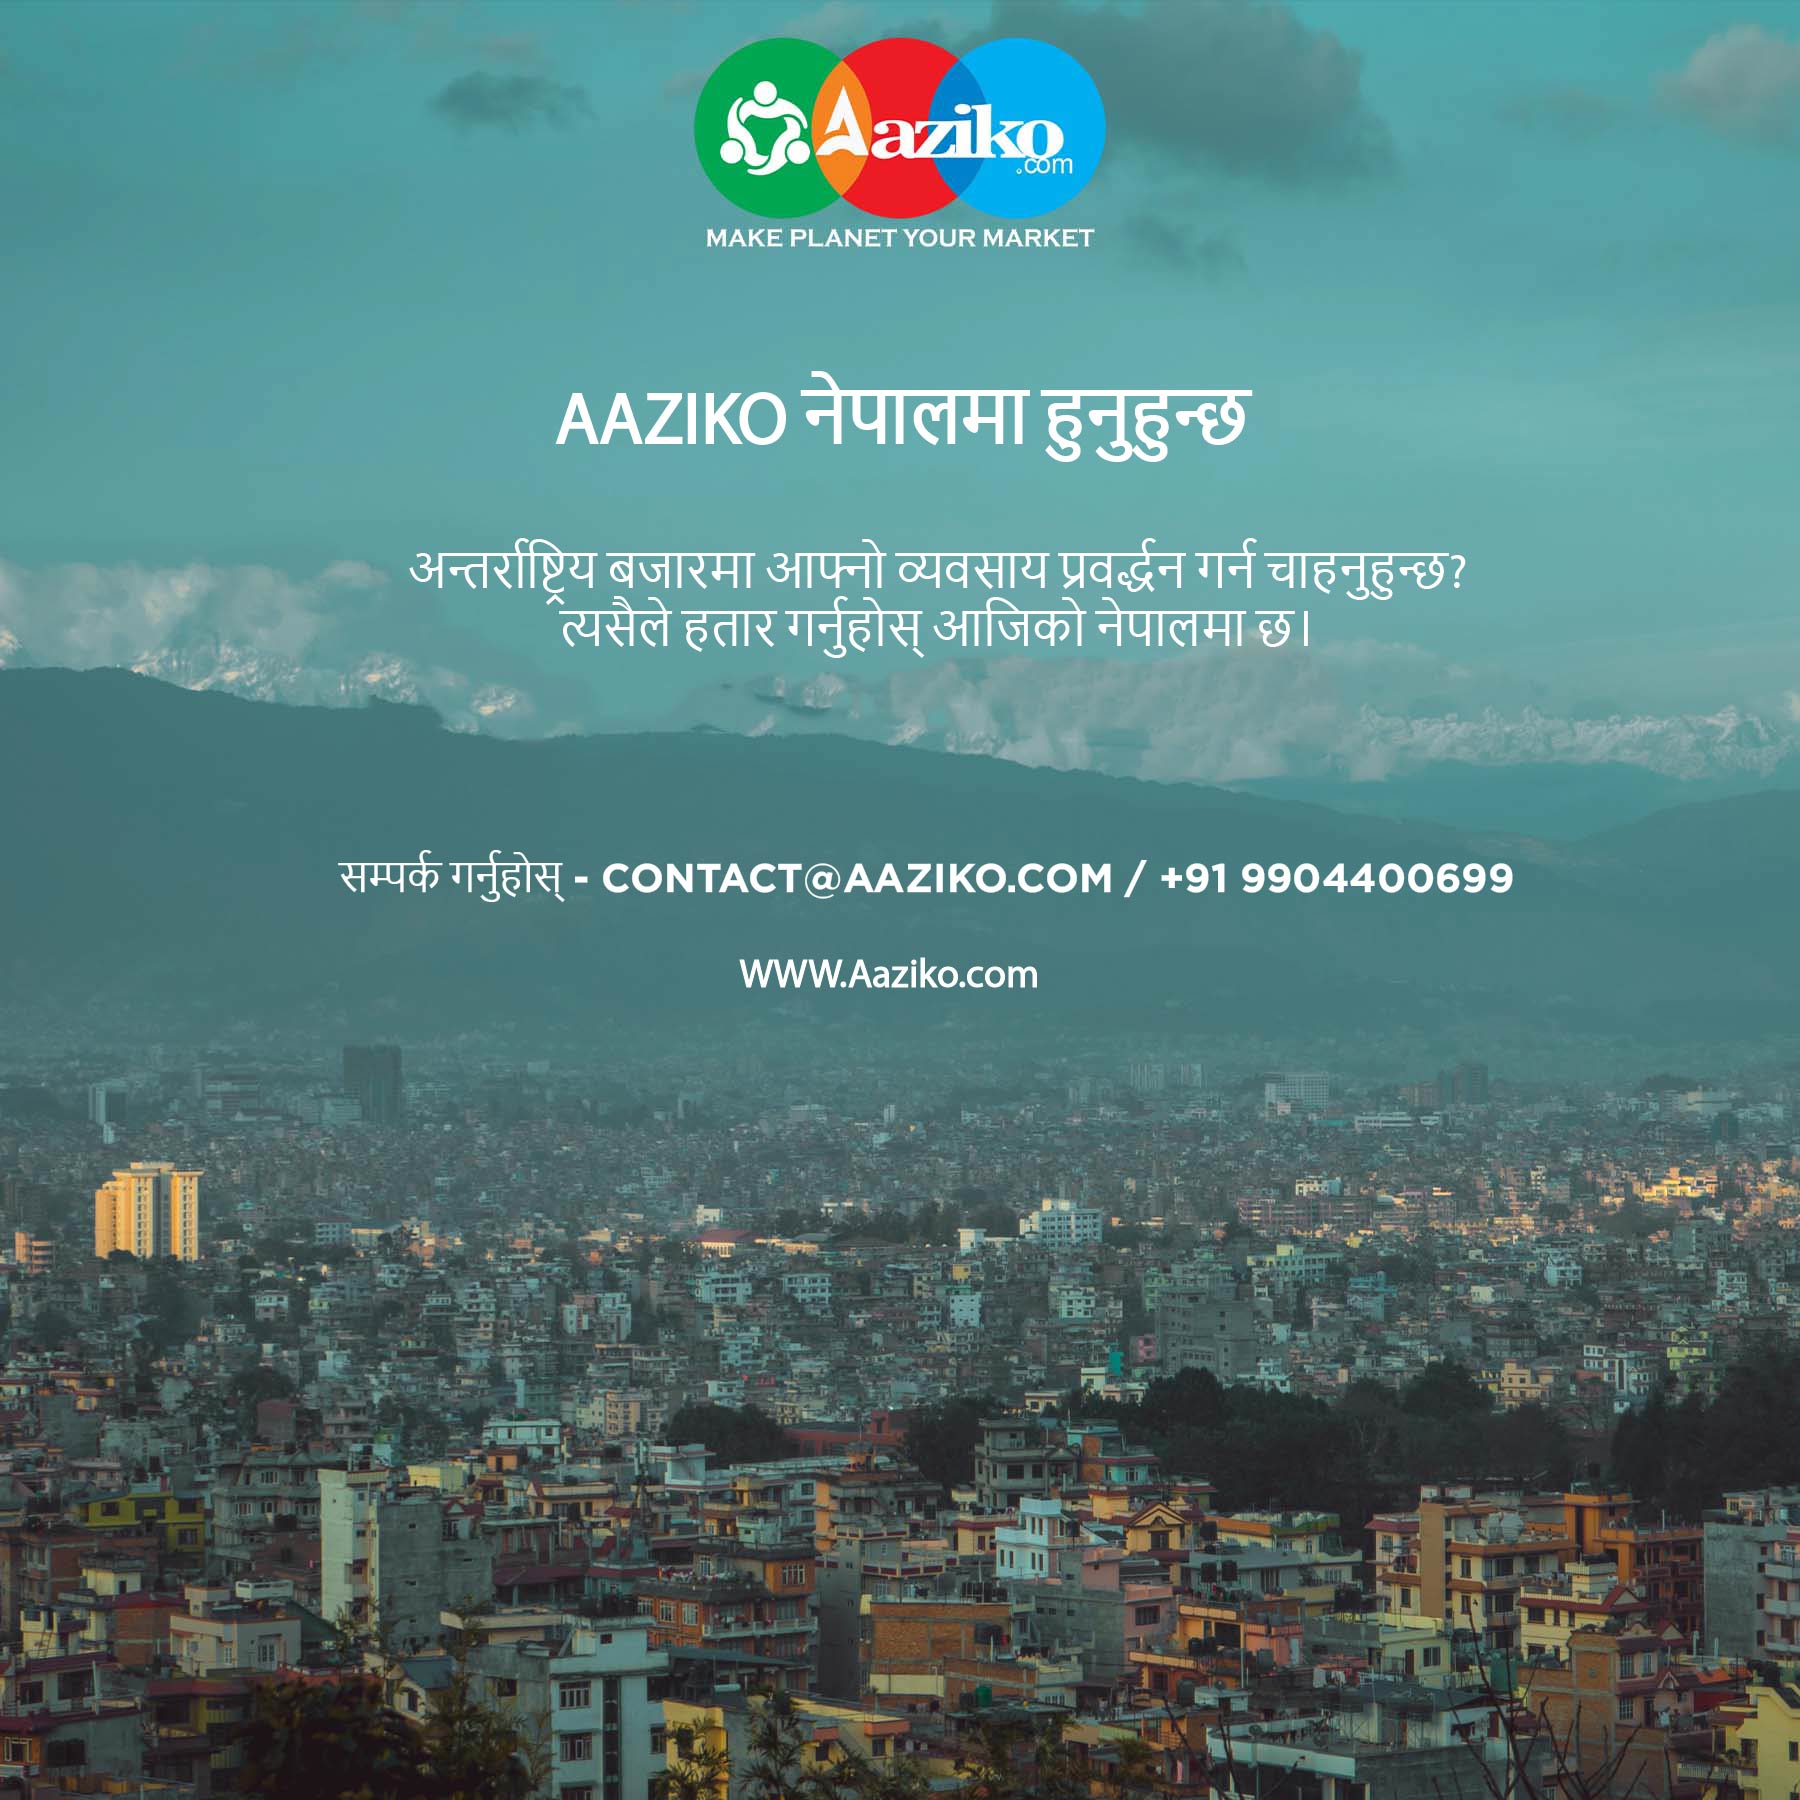 Aaziko
.com
MAKE PLANET YOUR MARKET
AAZIKO नेपालमा हुनुहुन्छ
अन्तर्राष्ट्रिय बजारमा आफ्नो व्यवसाय प्रवर्द्धन गर्न चाहनुहुन्छ?
त्यसैले हतार गर्नुहोस् आजिको नेपालमा छ।
सम्पर्क गर्नुहोस् - CONTACT@AAZIKO.COM / +91 9904400699
WWW.Aaziko.com